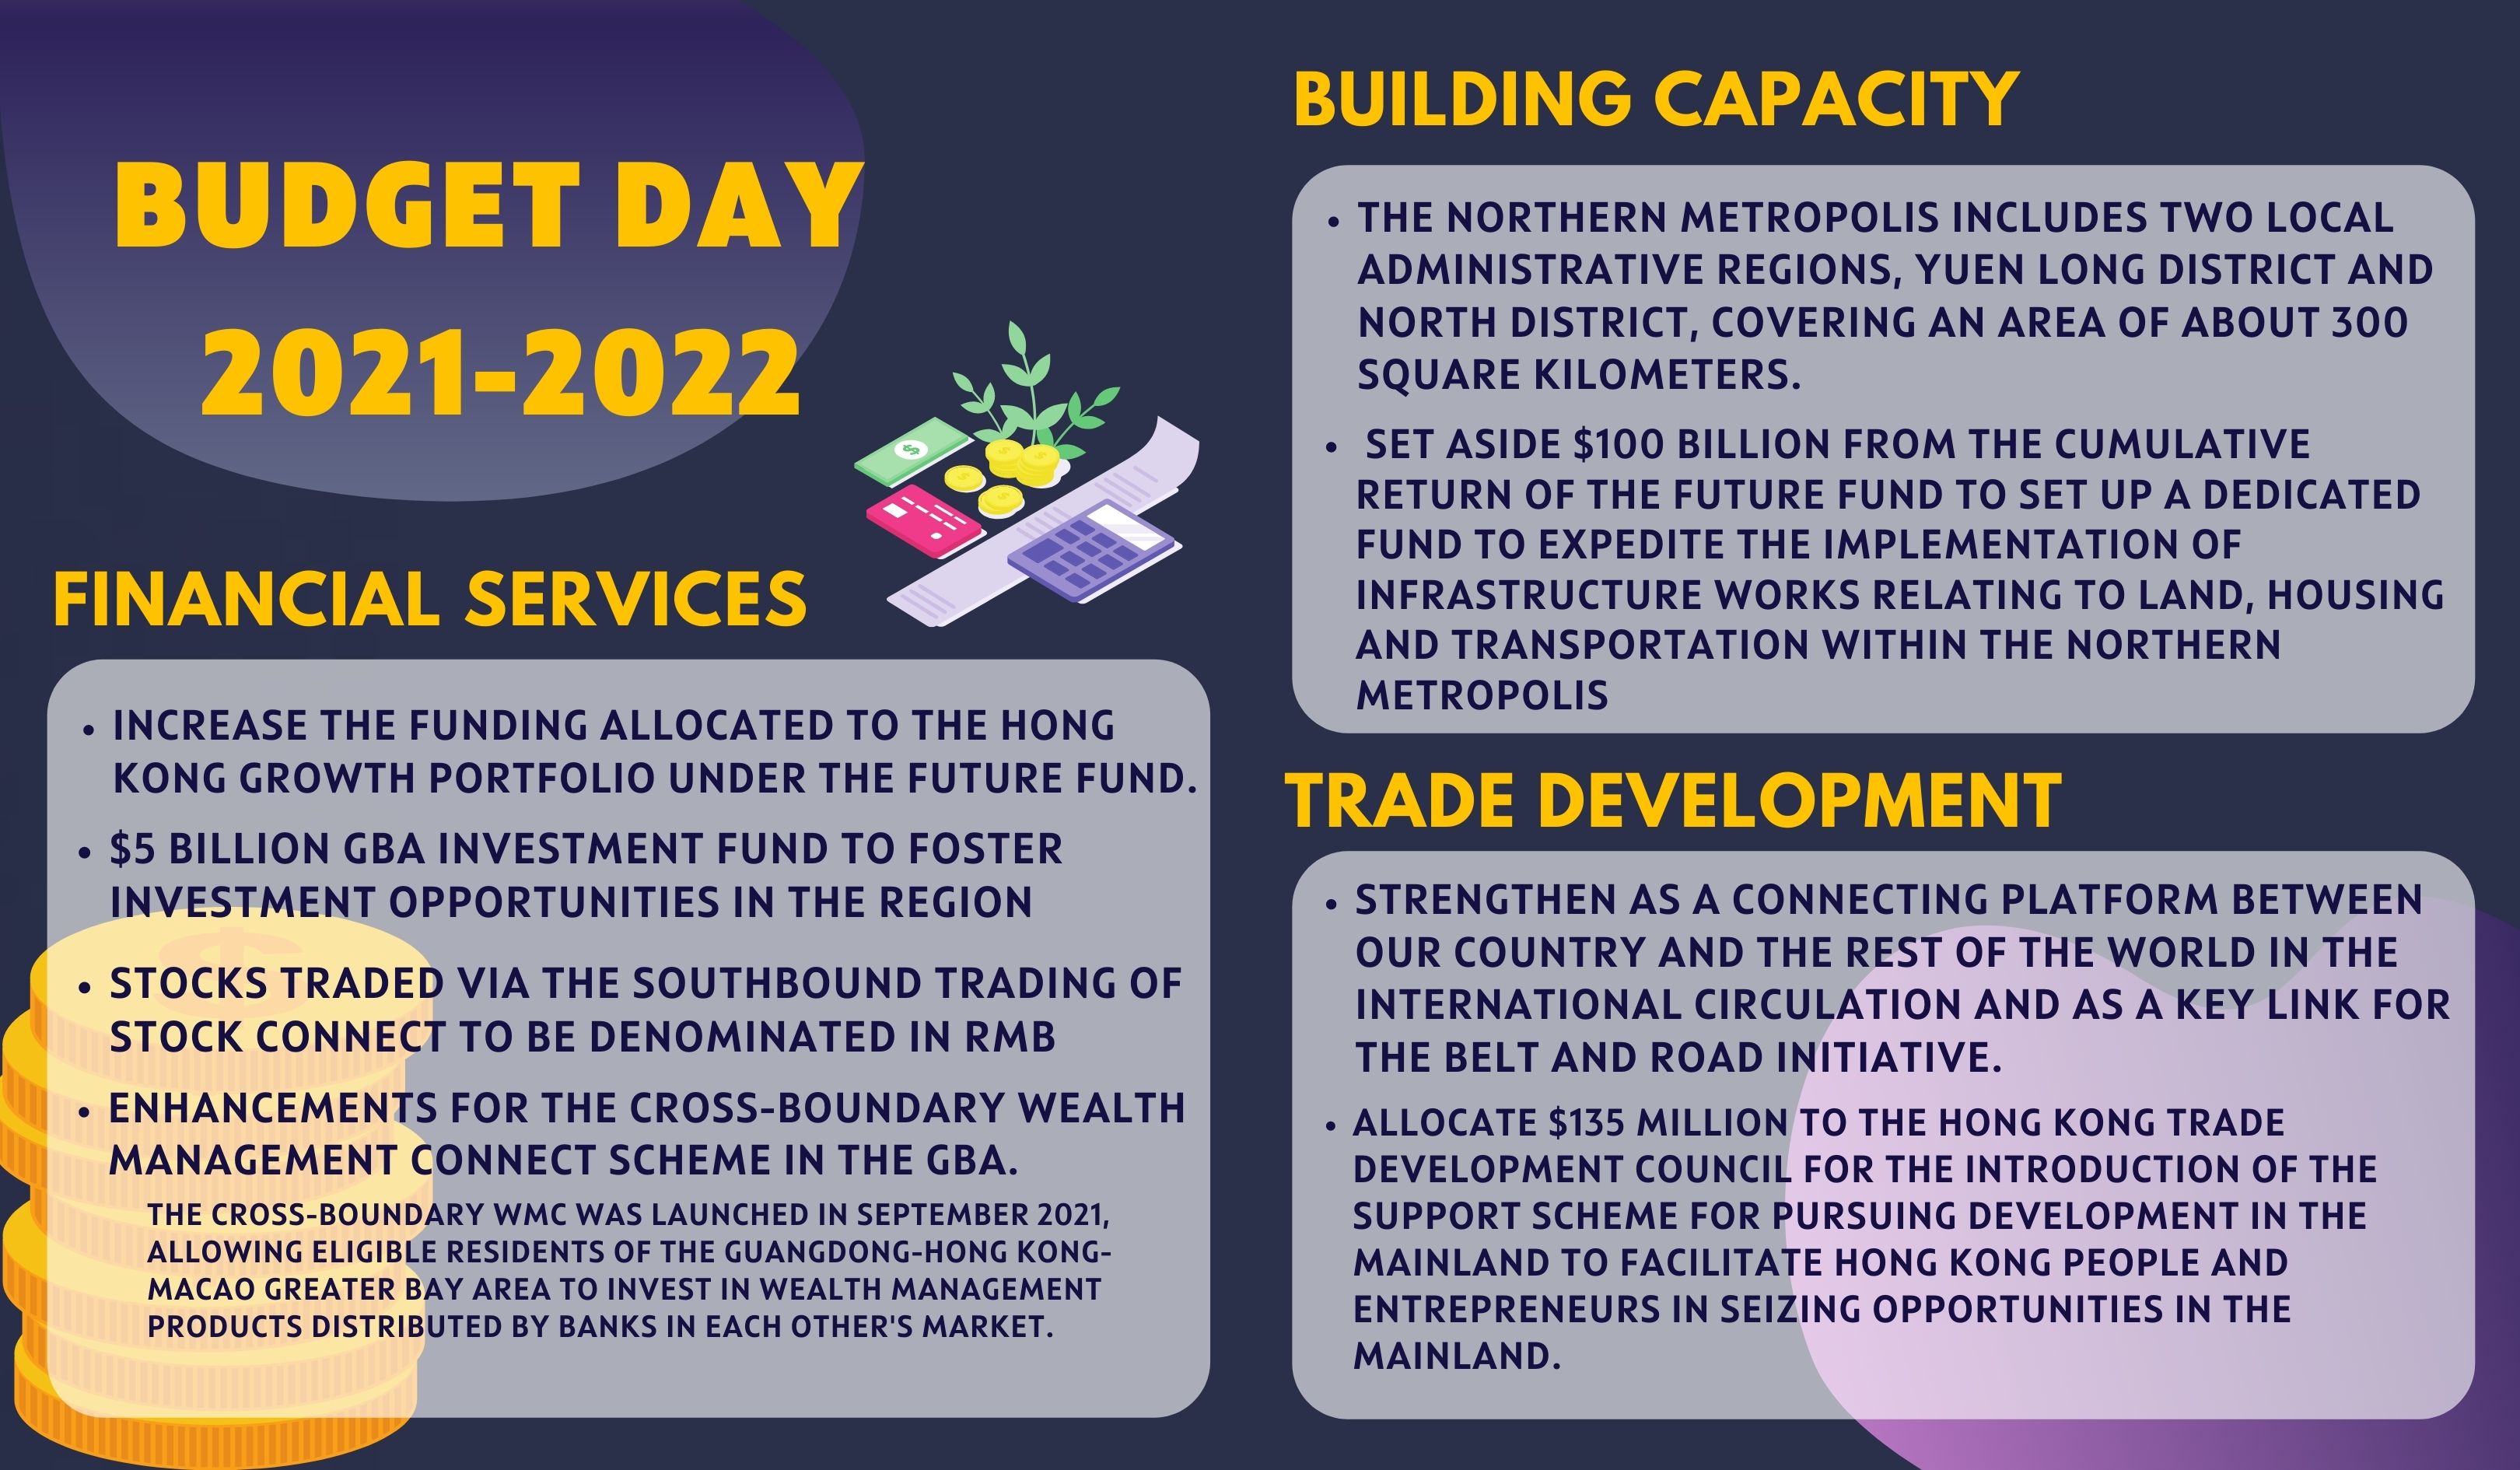 BUDGET DAY
2021-2022
FINANCIAL SERVICES
• INCREASE THE FUNDING ALLOCATED TO THE HONG
KONG GROWTH PORTFOLIO UNDER THE FUTURE FUND.
• $5 BILLION GBA INVESTMENT FUND TO FOSTER
INVESTMENT OPPORTUNITIES IN THE REGION
• STOCKS TRADED VIA THE SOUTHBOUND TRADING OF
STOCK CONNECT TO BE DENOMINATED IN RMB
• ENHANCEMENTS FOR THE CROSS-BOUNDARY WEALTH
MANAGEMENT CONNECT SCHEME IN THE GBA.
THE CROSS-BOUNDARY WMC WAS LAUNCHED IN SEPTEMBER 2021,
ALLOWING ELIGIBLE RESIDENTS OF THE GUANGDONG-HONG KONG-
MACAO GREATER BAY AREA TO INVEST IN WEALTH MANAGEMENT
PRODUCTS DISTRIBUTED BY BANKS IN EACH OTHER'S MARKET.
BUILDING CAPACITY
• THE NORTHERN METROPOLIS INCLUDES TWO LOCAL
ADMINISTRATIVE REGIONS, YUEN LONG DISTRICT AND
NORTH DISTRICT, COVERING AN AREA OF ABOUT 300
SQUARE KILOMETERS.
• SET ASIDE $100 BILLION FROM THE CUMULATIVE
RETURN OF THE FUTURE FUND TO SET UP A DEDICATED
FUND TO EXPEDITE THE IMPLEMENTATION OF
INFRASTRUCTURE WORKS RELATING TO LAND, HOUSING
AND TRANSPORTATION WITHIN THE NORTHERN
METROPOLIS
TRADE DEVELOPMENT
• STRENGTHEN AS A CONNECTING PLATFORM BETWEEN
OUR COUNTRY AND THE REST OF THE WORLD IN THE
INTERNATIONAL CIRCULATION AND AS A KEY LINK FOR
THE BELT AND ROAD INITIATIVE.
• ALLOCATE $135 MILLION TO THE HONG KONG TRADE
DEVELOPMENT COUNCIL FOR THE INTRODUCTION OF THE
SUPPORT SCHEME FOR PURSUING DEVELOPMENT IN THE
MAINLAND TO FACILITATE HONG KONG PEOPLE AND
ENTREPRENEURS IN SEIZING OPPORTUNITIES IN THE
MAINLAND.